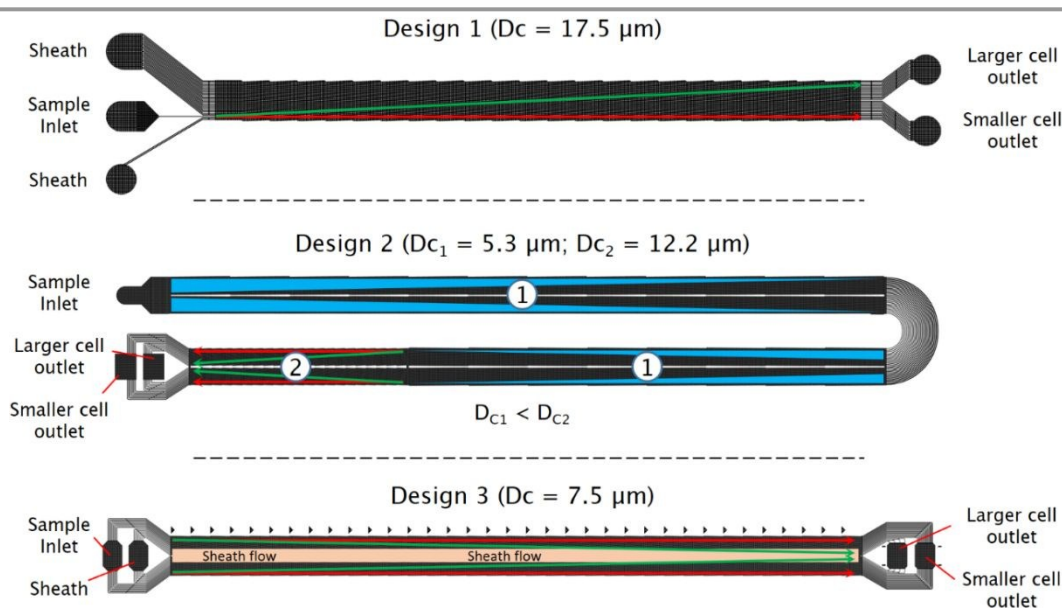 Design 1 (Dc = 17.5 µm)
Sheath
Sample
Inlet
Sheath
Larger cell
outlet
Smaller cell
outlet
Design 2 (Dc₁ = 5.3 µm; Dc₂ = 12.2 µm)
Sample
Inlet
1
Larger cell
outlet
Smaller cell
outlet
2
1
D_C1 < D_C2
Design 3 (Dc = 7.5 µm)
Sample
Inlet
Sheath
Sheath flow
Sheath flow
Larger cell
outlet
Smaller cell
outlet